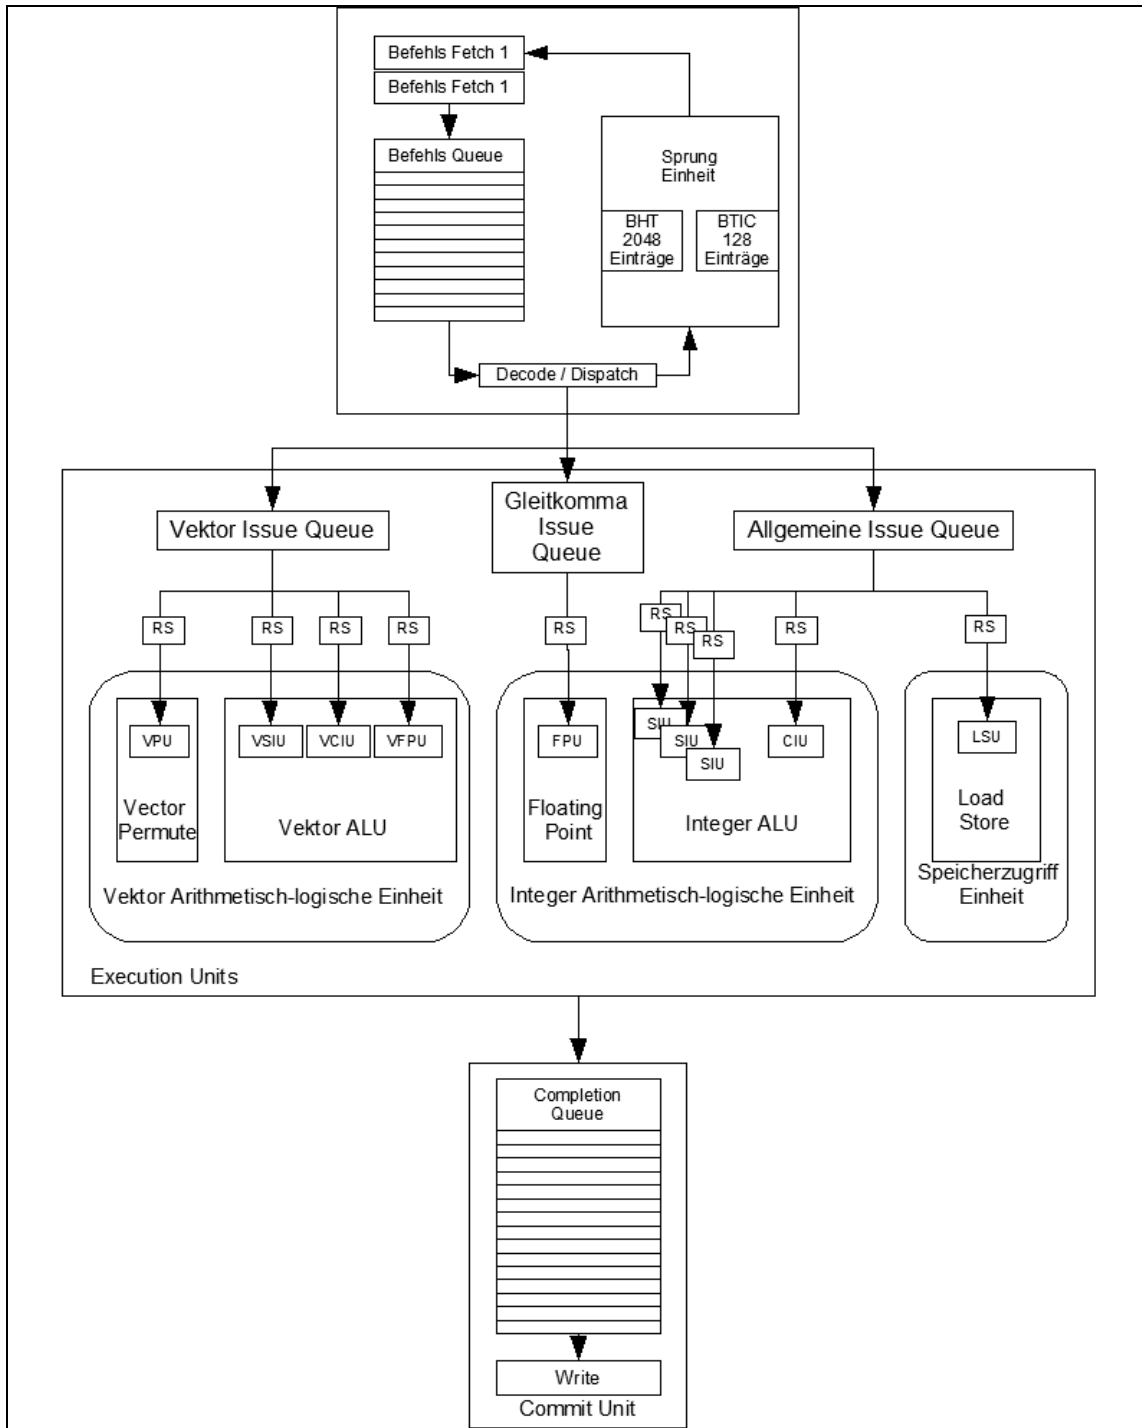 Befehls Fetch 1
Befehls Fetch 1
Befehls Queue
Sprung
Einheit
BHT
2048
Einträge
BTIC
128
Einträge
Decode / Dispatch
Vektor Issue Queue
Gleitkomma
Issue
Queue
Allgemeine Issue Queue
RS
RS
RS
RS
RS
RS
RS
RS
RS
RS
VPU
VSIU
VCIU
VFPU
FPU
SIU
SIU
SIU
CIU
LSU
Vector
Permute
Vektor ALU
Floating
Point
Integer ALU
Load
Store
Vektor Arithmetisch-logische Einheit
Integer Arithmetisch-logische Einheit
Speicherzugriff
Einheit
Execution Units
Completion
Queue
Write
Commit Unit